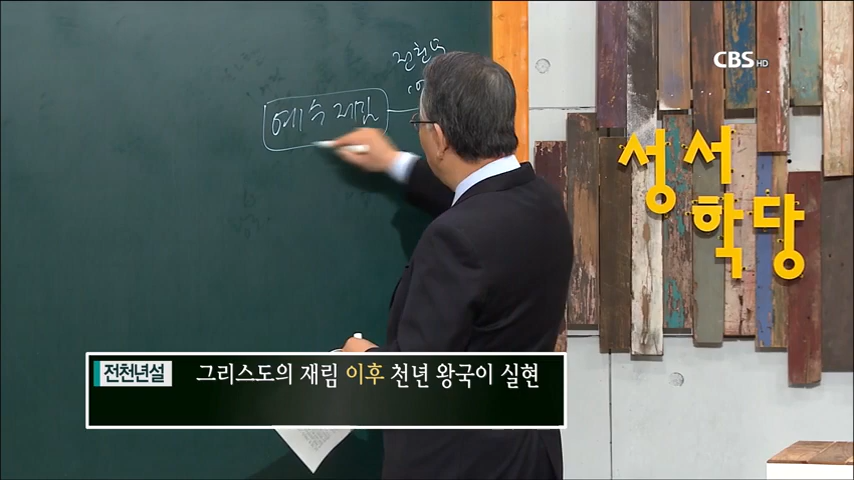 CBS HD
전천년
예수 재림
성서
학당
전천년설 그리스도의 재림 이후 천년 왕국이 실현